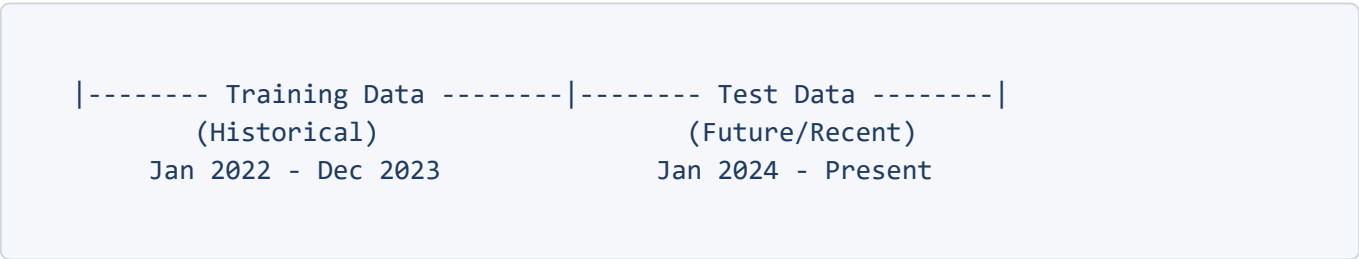 |-------- Training Data --------|-------- Test Data --------|
(Historical) (Future/Recent)
Jan 2022 - Dec 2023 Jan 2024 - Present